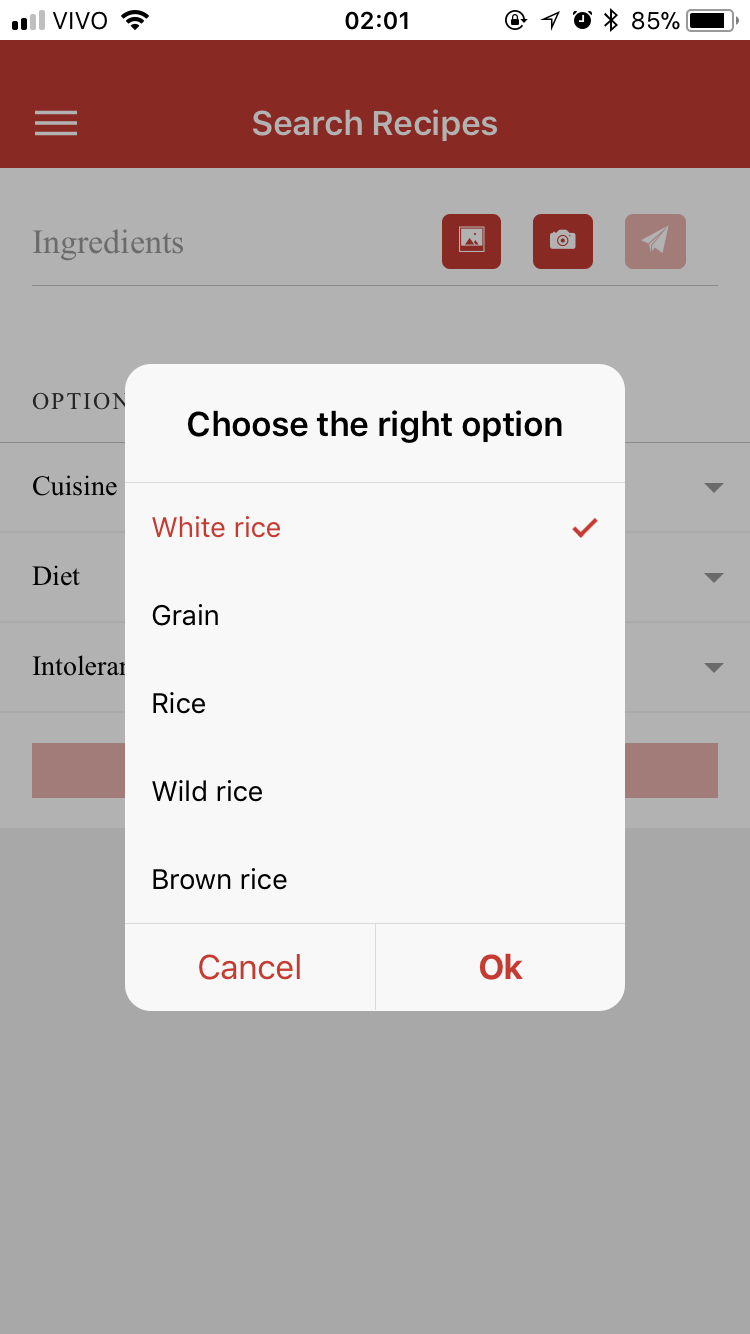 VIVO 02:01 85%
Search Recipes
Ingredients
OPTION
Choose the right option
Cuisine
White rice
Diet
Grain
Intoleran
Rice
Wild rice
Brown rice
Cancel Ok